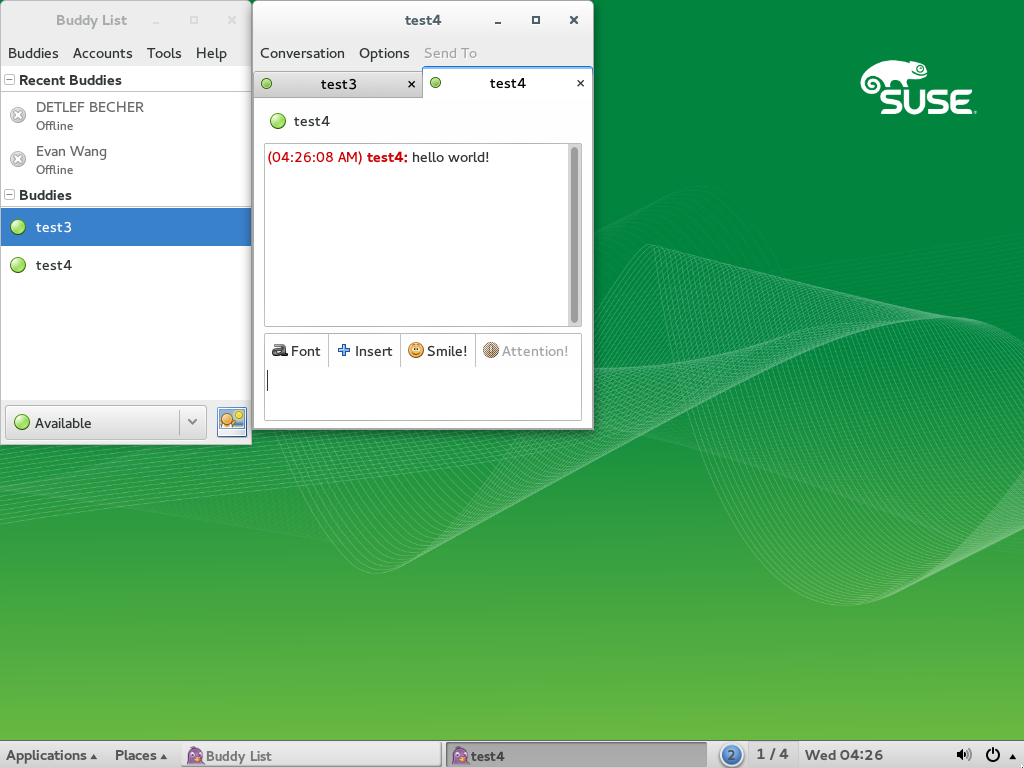 Buddy List
Buddies Accounts Tools Help
Recent Buddies
DETLEF BECHER
Offline
Evan Wang
Offline
Buddies
test3
test4
Available
test4
Conversation Options Send To
test3 test4
test4
(04:26:08 AM) test4: hello world!
Font Insert Smile! Attention!
SUSE
Applications Places Buddy List test4 2 1 / 4 Wed 04:26